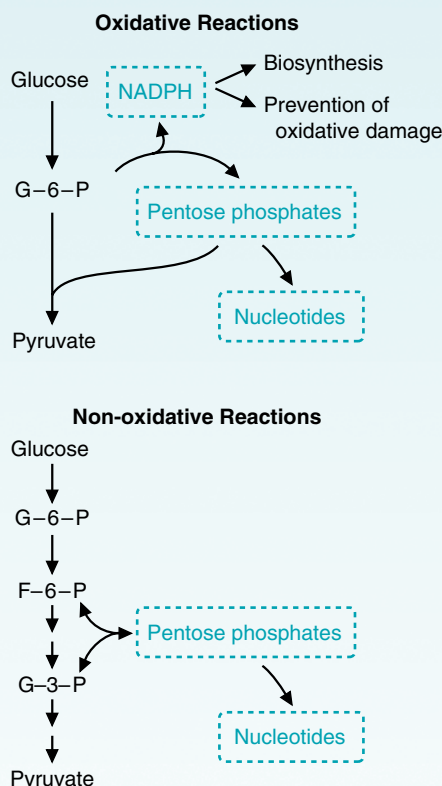 Oxidative Reactions
Glucose
NADPH
Biosynthesis
Prevention of
oxidative damage
G–6–P
Pentose phosphates
Nucleotides
Pyruvate
Non-oxidative Reactions
Glucose
G–6–P
F–6–P
Pentose phosphates
G–3–P
Nucleotides
Pyruvate